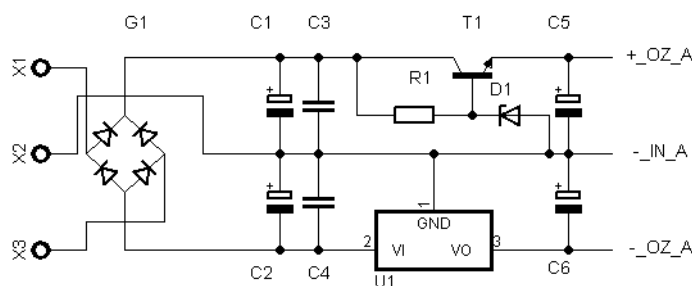 G1 C1 C3 T1 C5
X1 + +_OZ_A
R1 D1
+ +
X2 -_IN_A
+ +
1
GND
X3 2 VI VO 3 -_OZ_A
C2 C4 U1 C6